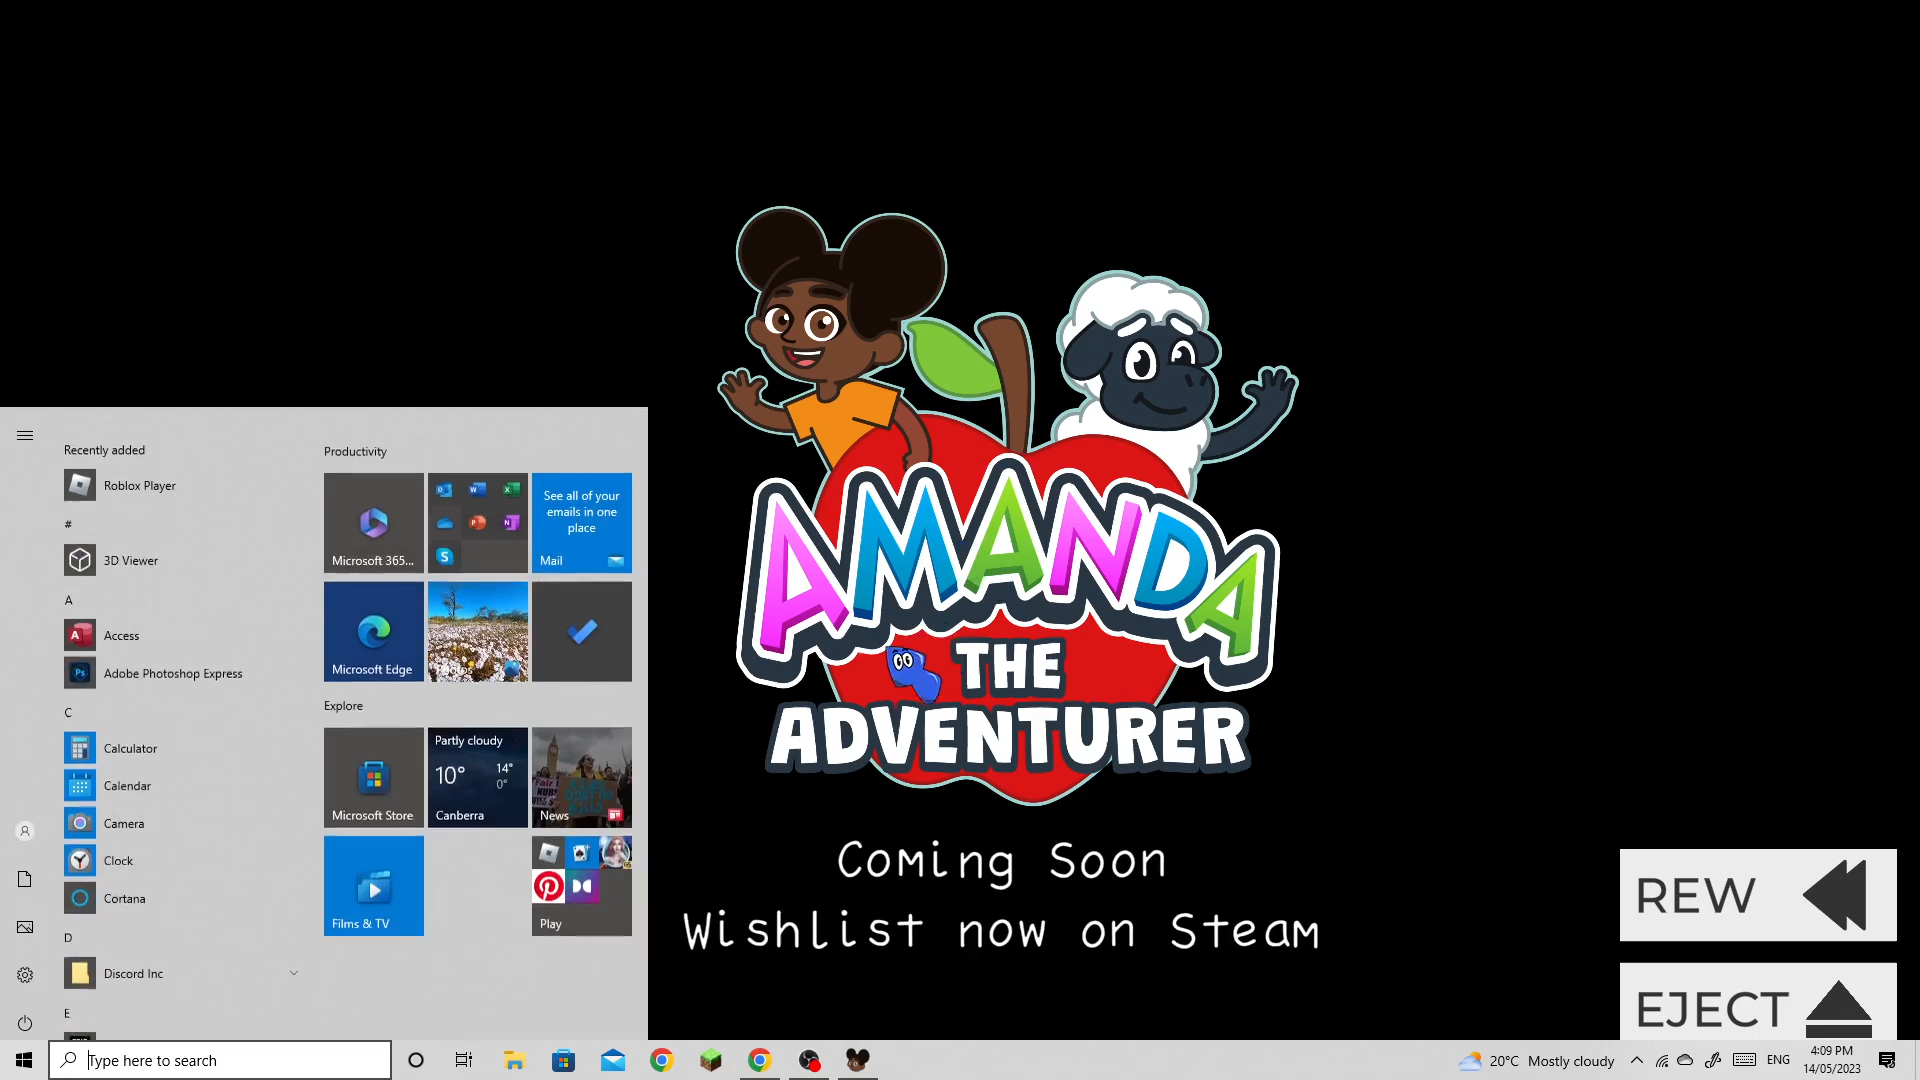 Recently added
Roblox Player
#
3D Viewer
A
Access
Adobe Photoshop Express
C
Calculator
Calendar
Camera
Clock
Cortana
D
Discord Inc
E
Productivity
Microsoft 365...
See all of your
emails in one
place
Mail
Microsoft Edge
Photos
Explore
Microsoft Store
Partly cloudy
10°
14°
0°
Canberra
News
Films & TV
Play
AMANDA
THE
ADVENTURER
Coming Soon
Wishlist now on Steam
REW
EJECT
Type here to search
20°C Mostly cloudy
ENG
4:09 PM
14/05/2023